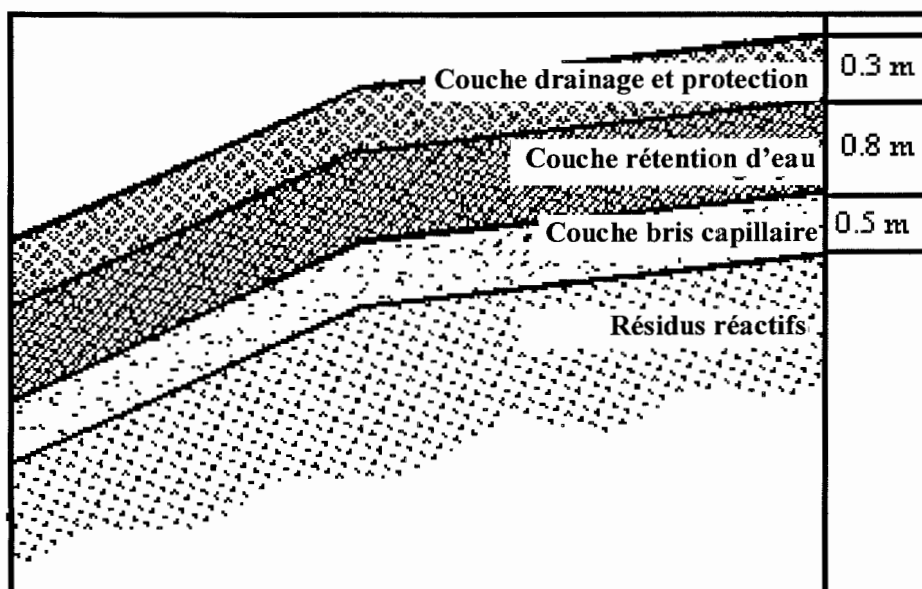 Couche drainage et protection
0.3 m
Couche rétention d'eau
0.8 m
Couche bris capillaire
0.5 m
Résidus réactifs